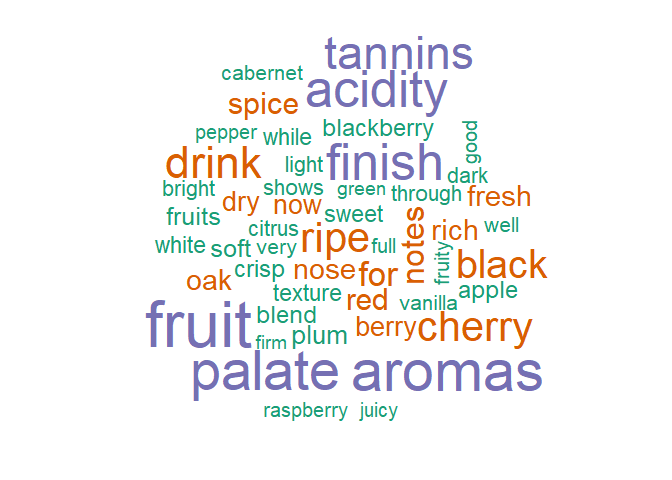 tannins
cabernet
acidity
spice
pepper while blackberry good
drink light finish dark
bright shows green through fresh
fruits dry now sweet
citrus ripe notes rich well
white soft very full fruity
crisp nose for black
oak texture red vanilla apple
fruit blend berry cherry
firm plum
palate aromas
raspberry juicy